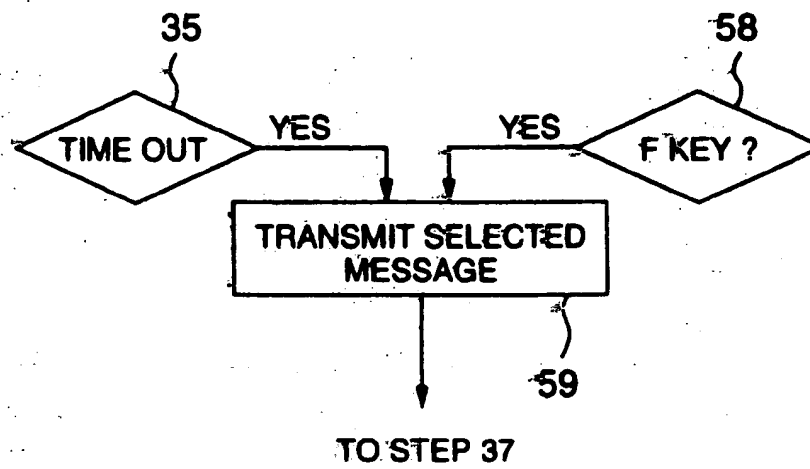 35
58
TIME OUT
YES
YES
F KEY ?
TRANSMIT SELECTED
MESSAGE
59
TO STEP 37